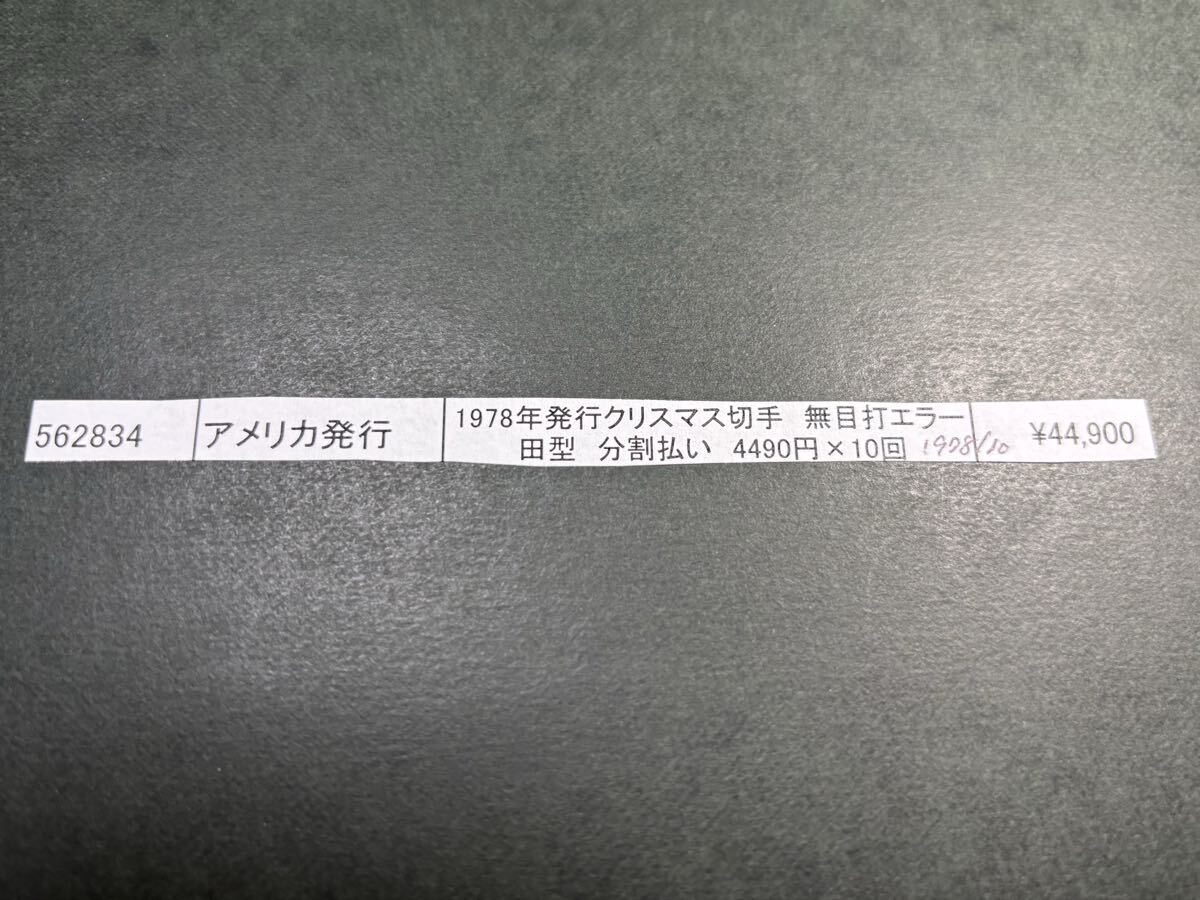 562834
アメリカ発行
1978年発行クリスマス切手 無目打エラー
田型 分割払い 4490円×10回 1978/10
¥44,900